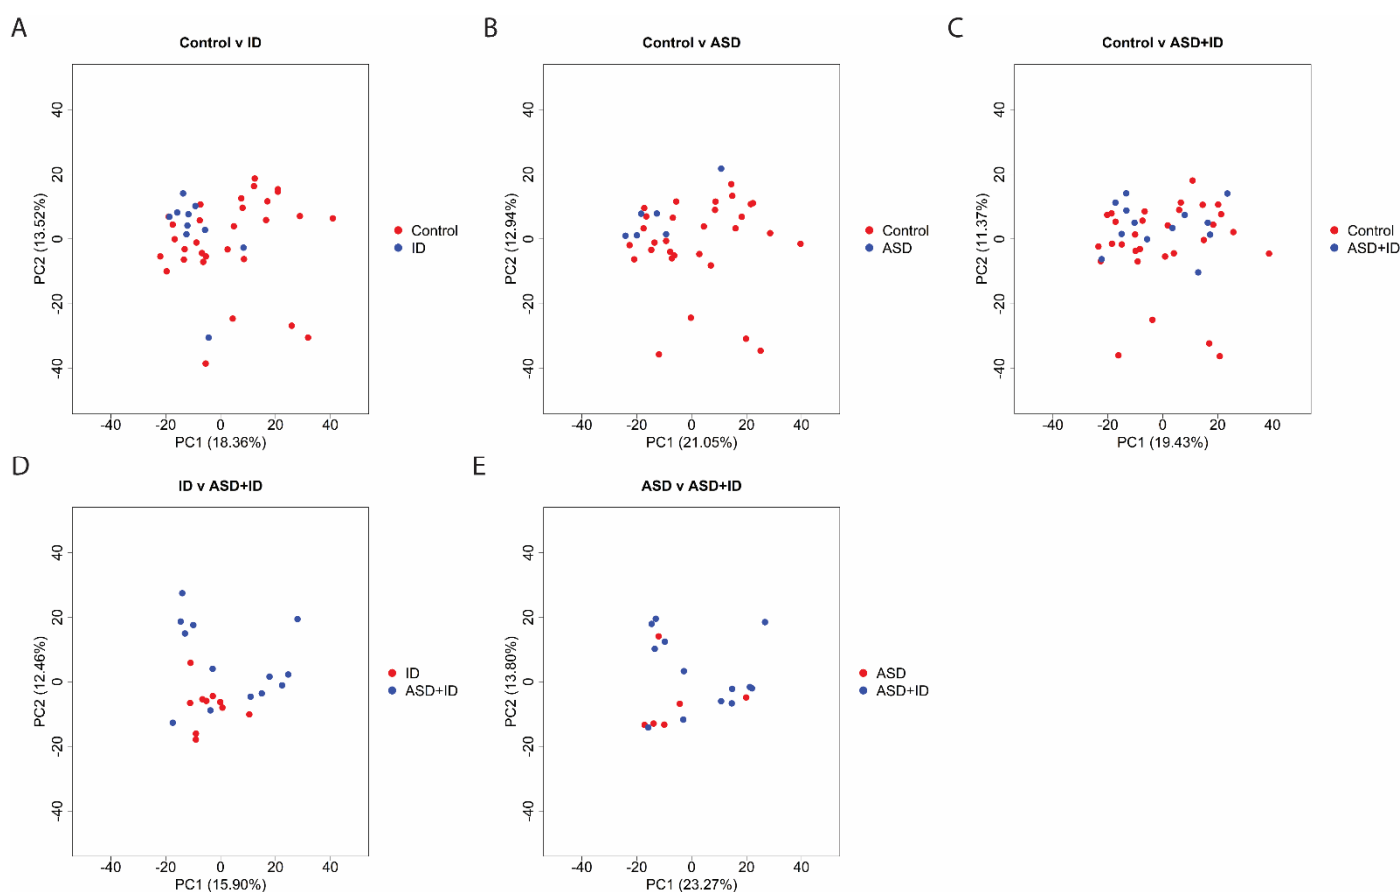 A
Control v ID
40
20
0
-20
-40
PC2 (13.52%)
-40
-20
0
20
40
PC1 (18.36%)
Control
ID
B
Control v ASD
40
20
0
-20
-40
PC2 (12.94%)
-40
-20
0
20
40
PC1 (21.05%)
Control
ASD
C
Control v ASD+ID
40
20
0
-20
-40
PC2 (11.37%)
-40
-20
0
20
40
PC1 (19.43%)
Control
ASD+ID
D
ID v ASD+ID
40
20
0
-20
-40
PC2 (12.46%)
-40
-20
0
20
40
PC1 (15.90%)
ID
ASD+ID
E
ASD v ASD+ID
40
20
0
-20
-40
PC2 (13.80%)
-40
-20
0
20
40
PC1 (23.27%)
ASD
ASD+ID